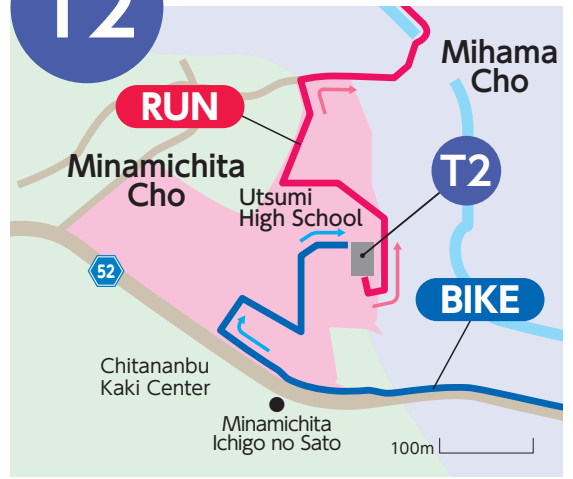 T2
Mihama
Cho
RUN
Minamichita
Cho
T2
Utsumi
High School
52
BIKE
Chitananbu
Kaki Center
Minamichita
Ichigo no Sato
100m